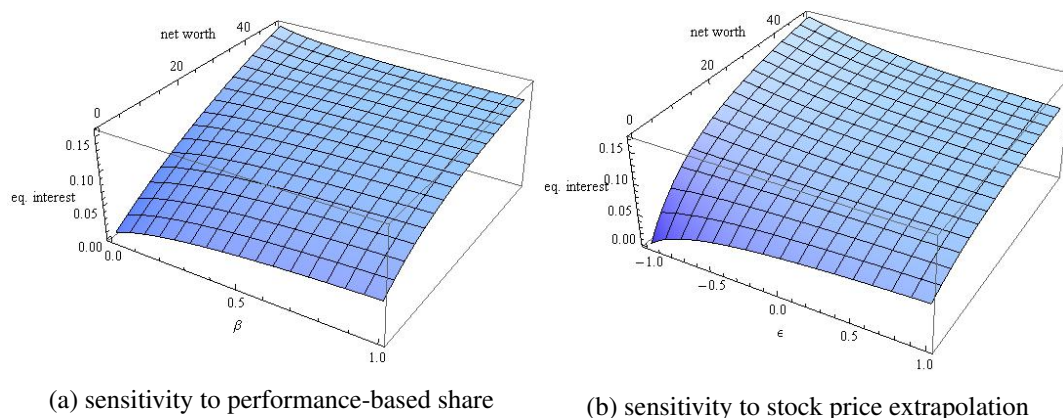 net worth
0
20
40
0.15
0.10
0.05
0.00
eq. interest
0.0
0.5
1.0
β
(a) sensitivity to performance-based share
net worth
0
20
40
0.15
0.10
0.05
0.00
eq. interest
−1.0
−0.5
0.0
0.5
1.0
ϵ
(b) sensitivity to stock price extrapolation